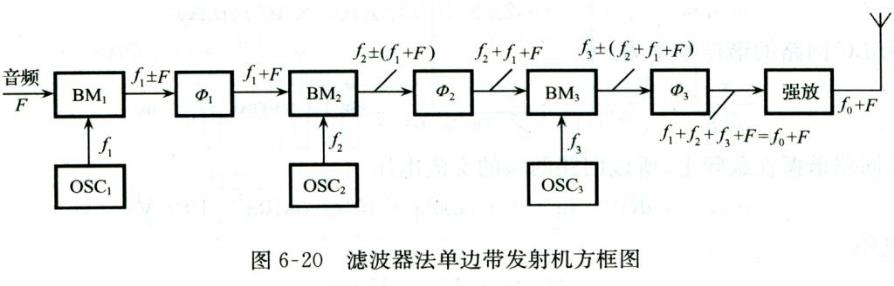 音频
F
BM₁
f₁±F
Φ₁
f₁+F
BM₂
f₂±(f₁+F)
Φ₂
f₂+f₁+F
BM₃
f₃±(f₂+f₁+F)
Φ₃
f₁+f₂+f₃+F=f₀+F
强放
f₀+F
f₁
f₂
f₃
OSC₁
OSC₂
OSC₃
图 6-20 滤波器法单边带发射机方框图